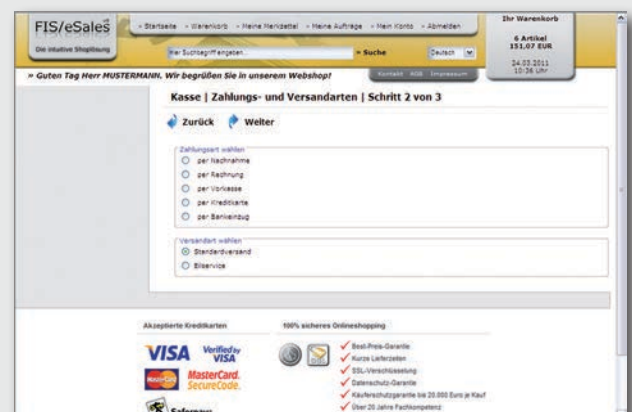 FIS/eSales
Die intuitive Shoplösung
» Startseite » Warenkorb » Meine Merkzettel » Meine Aufträge » Mein Konto » Abmelden
Hier Suchbegriff eingeben...
» Suche
Deutsch
Ihr Warenkorb
6 Artikel
151,07 EUR
24.03.2011
10:36 Uhr
» Guten Tag Herr MUSTERMANN. Wir begrüßen Sie in unserem Webshop!
Kontakt AGB Impressum
Kasse | Zahlungs- und Versandarten | Schritt 2 von 3
Zurück Weiter
Zahlungsart wählen
per Nachnahme
per Rechnung
per Vorkasse
per Kreditkarte
per Bankeinzug
Versandart wählen
Standardversand
Eilservice
Akzeptierte Kreditkarten
100% sicheres Onlineshopping
VISA
Verified by
VISA
MasterCard
MasterCard.
SecureCode.
Saferpay
Best-Preis-Garantie
Kurze Lieferzeiten
SSL-Verschlüsselung
Datenschutz-Garantie
Käuferschutzgarantie bis 20.000 Euro je Kauf
Über 20 Jahre Fachkompetenz